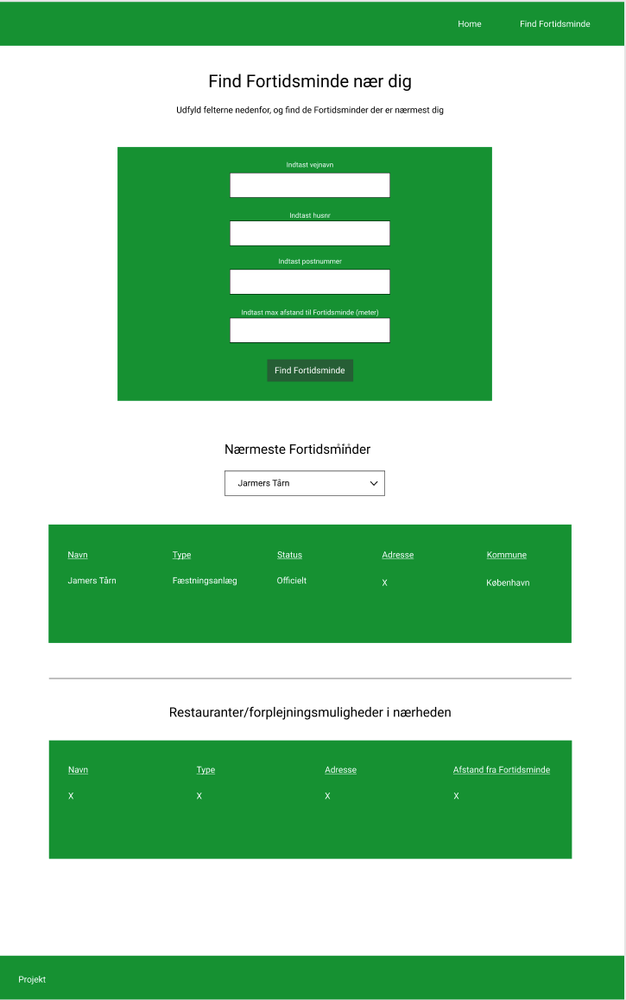 Home Find Fortidsminde
Find Fortidsminde nær dig
Udfyld felterne nedenfor, og find de Fortidsminder der er nærmest dig
Indtast vejnavn
Indtast husnr
Indtast postnummer
Indtast max afstand til Fortidsminde (meter)
Find Fortidsminde
Nærmeste Fortidsminder
Jarmers Tårn
Navn Type Status Adresse Kommune
Jamers Tårn Fæstningsanlæg Officielt X København
Restauranter/forplejningsmuligheder i nærheden
Navn Type Adresse Afstand fra Fortidsminde
X X X X
Projekt